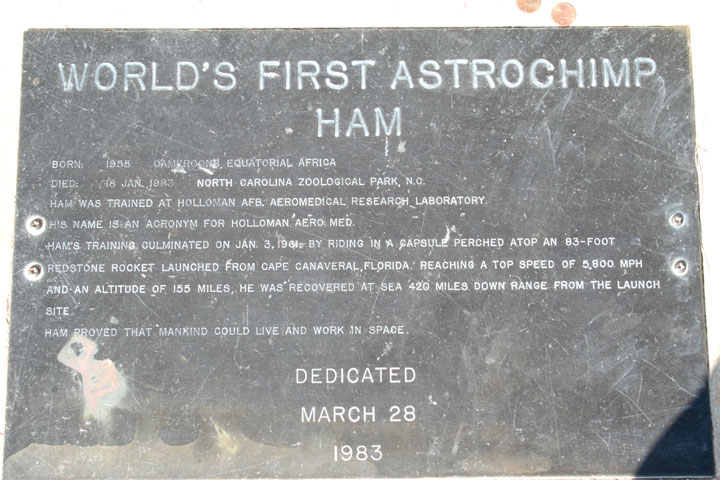 WORLD'S FIRST ASTROCHIMP
HAM
BORN: 1956 CAMEROONS, EQUATORIAL AFRICA
DIED: 18 JAN. 1983 NORTH CAROLINA ZOOLOGICAL PARK, N.C.
HAM WAS TRAINED AT HOLLOMAN AFB, AEROMEDICAL RESEARCH LABORATORY.
HIS NAME IS AN ACRONYM FOR HOLLOMAN AERO MED.
HAM'S TRAINING CULMINATED ON JAN. 3, 1961, BY RIDING IN A CAPSULE PERCHED ATOP AN 83-FOOT
REDSTONE ROCKET LAUNCHED FROM CAPE CANAVERAL, FLORIDA. REACHING A TOP SPEED OF 5,800 MPH
AND AN ALTITUDE OF 155 MILES, HE WAS RECOVERED AT SEA 420 MILES DOWN RANGE FROM THE LAUNCH
SITE.
HAM PROVED THAT MANKIND COULD LIVE AND WORK IN SPACE.
DEDICATED
MARCH 28
1983